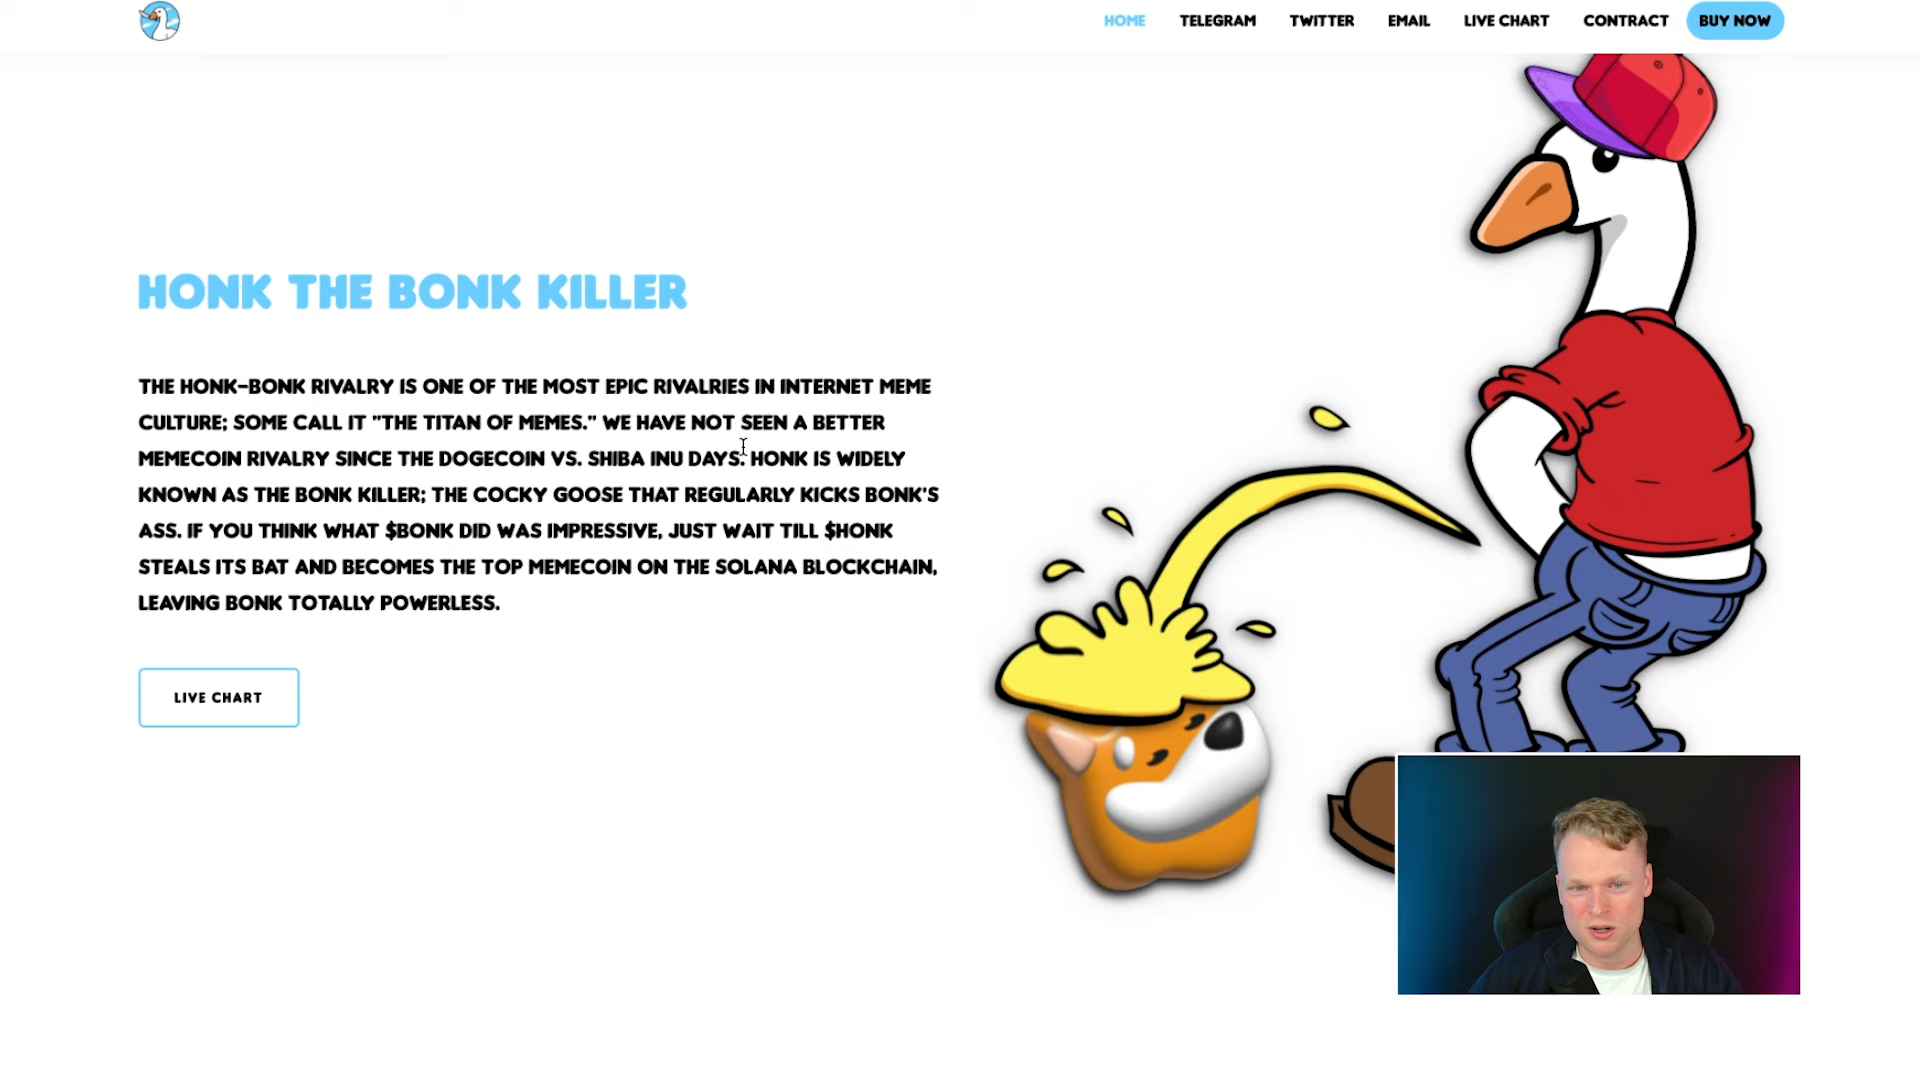 HOME TELEGRAM TWITTER EMAIL LIVE CHART CONTRACT BUY NOW
HONK THE BONK KILLER
THE HONK-BONK RIVALRY IS ONE OF THE MOST EPIC RIVALRIES IN INTERNET MEME
CULTURE; SOME CALL IT "THE TITAN OF MEMES." WE HAVE NOT SEEN A BETTER
MEMECOIN RIVALRY SINCE THE DOGECOIN VS. SHIBA INU DAYS. HONK IS WIDELY
KNOWN AS THE BONK KILLER; THE COCKY GOOSE THAT REGULARLY KICKS BONK'S
ASS. IF YOU THINK WHAT $BONK DID WAS IMPRESSIVE, JUST WAIT TILL $HONK
STEALS ITS BAT AND BECOMES THE TOP MEMECOIN ON THE SOLANA BLOCKCHAIN,
LEAVING BONK TOTALLY POWERLESS.
LIVE CHART